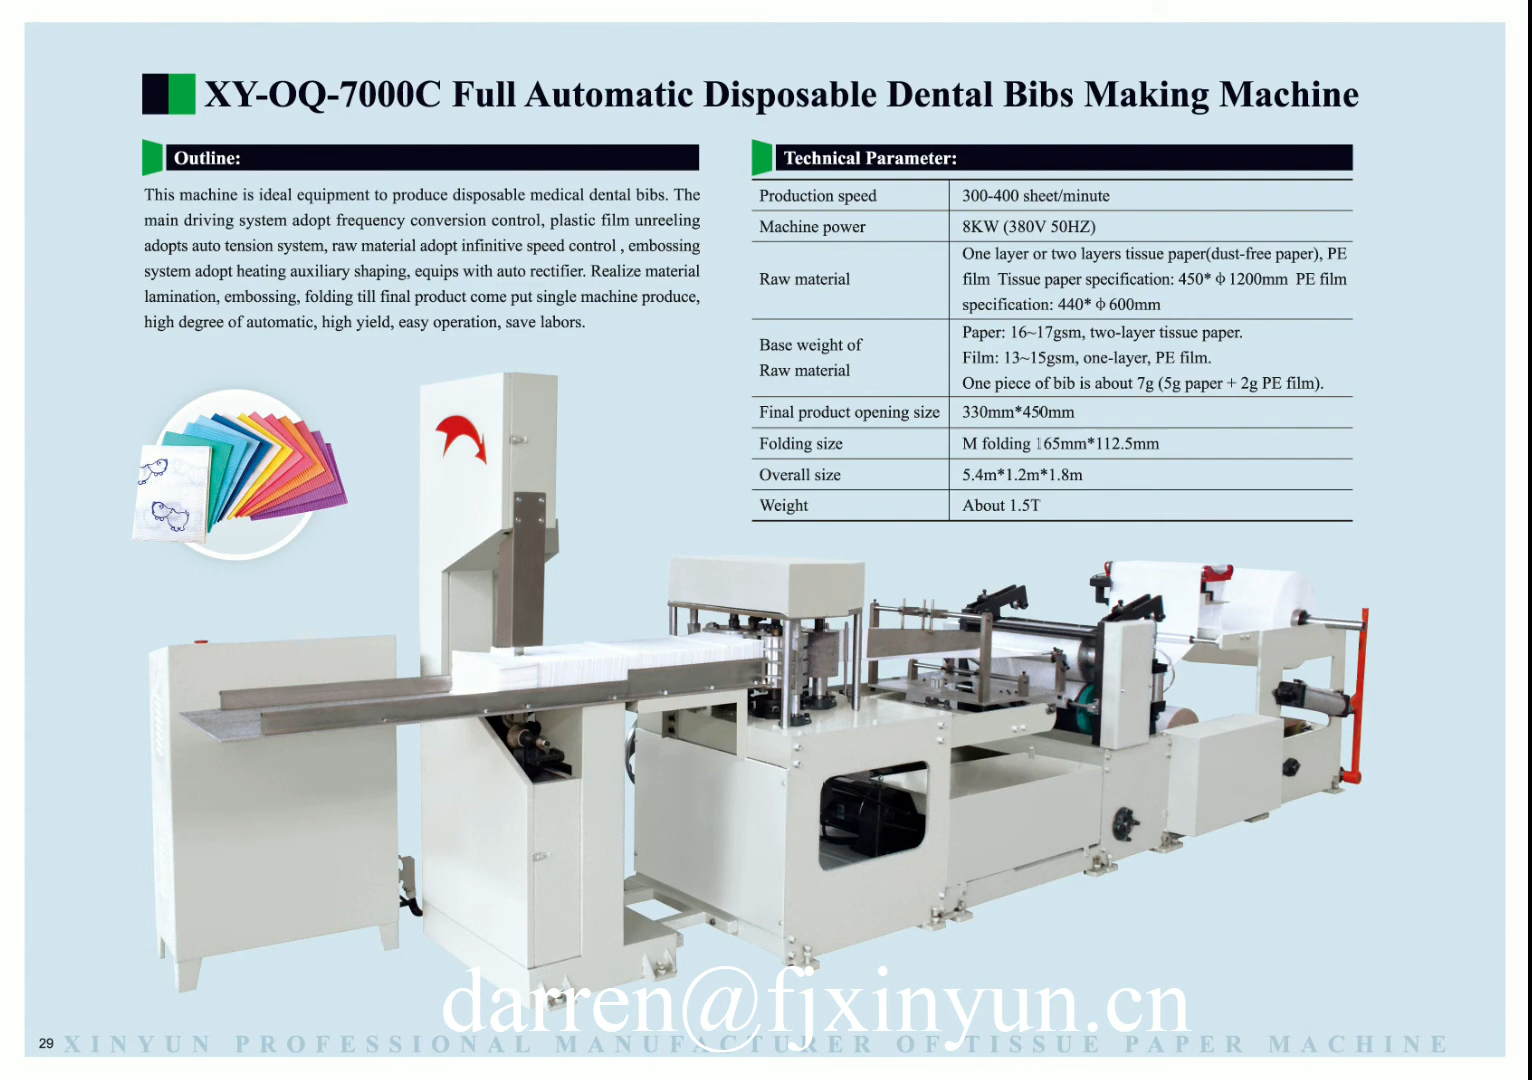 XY-OQ-7000C Full Automatic Disposable Dental Bibs Making Machine
Outline:
This machine is ideal equipment to produce disposable medical dental bibs. The
main driving system adopt frequency conversion control, plastic film unreeling
adopts auto tension system, raw material adopt infinitive speed control , embossing
system adopt heating auxiliary shaping, equips with auto rectifier. Realize material
lamination, embossing, folding till final product come put single machine produce,
high degree of automatic, high yield, easy operation, save labors.
Technical Parameter:
Production speed 300-400 sheet/minute
Machine power 8KW (380V 50HZ)
Raw material
One layer or two layers tissue paper(dust-free paper), PE
film Tissue paper specification: 450* ф 1200mm PE film
specification: 440* ф 600mm
Base weight of
Raw material
Paper: 16~17gsm, two-layer tissue paper.
Film: 13~15gsm, one-layer, PE film.
One piece of bib is about 7g (5g paper + 2g PE film).
Final product opening size 330mm*450mm
Folding size M folding 165mm*112.5mm
Overall size 5.4m*1.2m*1.8m
Weight About 1.5T
darren@fjxinyun.cn
29 XINYUN PROFESSIONAL MANUFACTURER OF TISSUE PAPER MACHINE